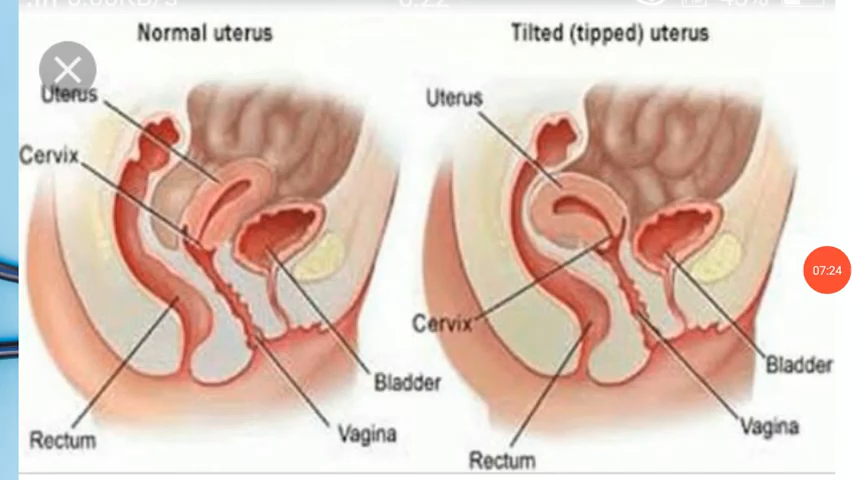 Normal uterus
Uterus
Cervix
Rectum
Vagina
Bladder
Tilted (tipped) uterus
Uterus
Cervix
Rectum
Vagina
Bladder
07:24